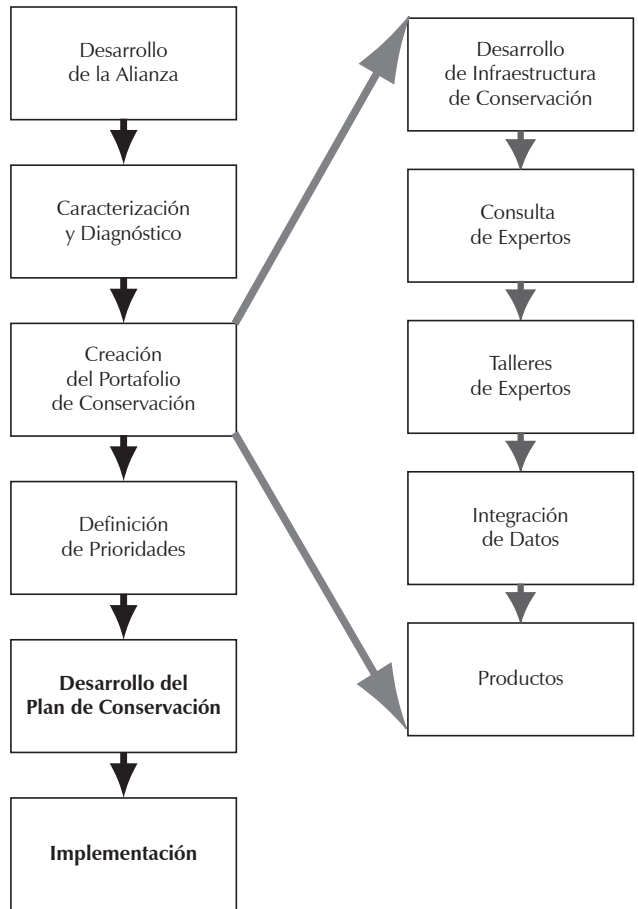 Desarrollo
de la Alianza
Caracterización
y Diagnóstico
Creación
del Portafolio
de Conservación
Definición
de Prioridades
Desarrollo del
Plan de Conservación
Implementación
Desarrollo
de Infraestructura
de Conservación
Consulta
de Expertos
Talleres
de Expertos
Integración
de Datos
Productos